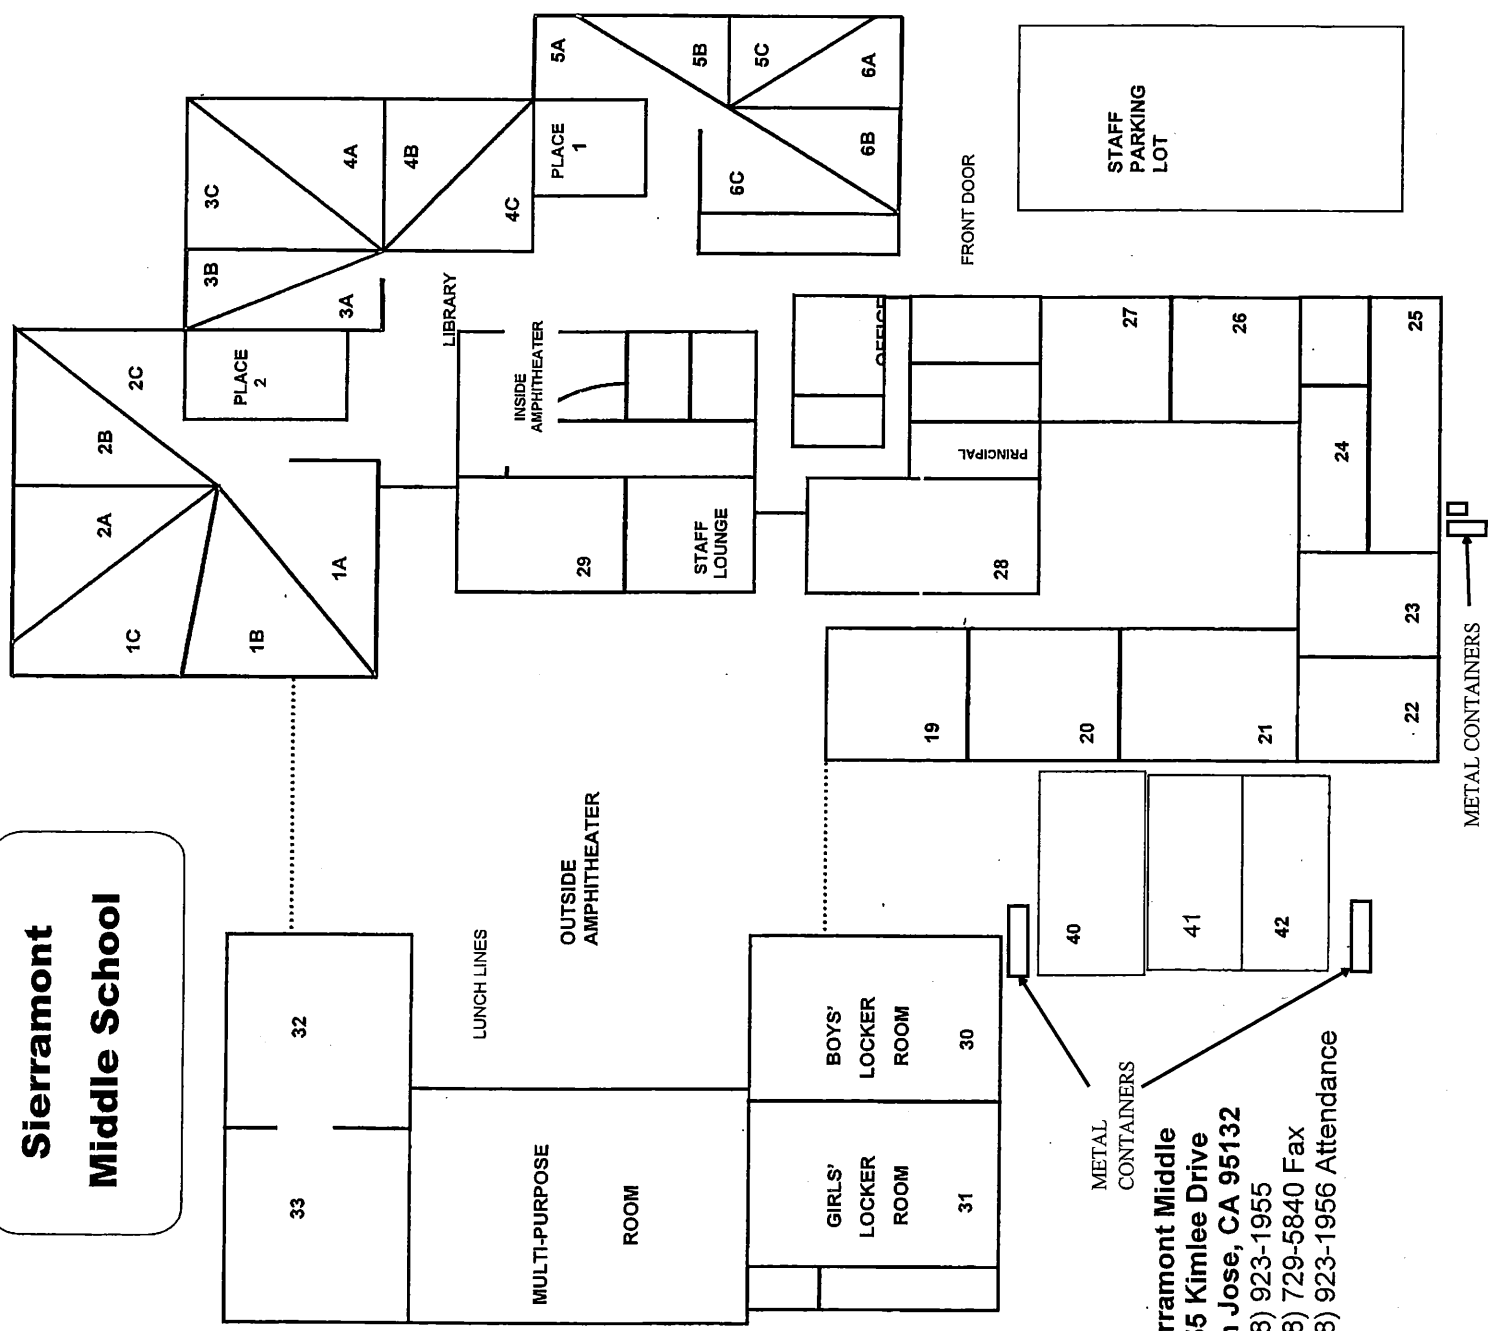 Sierramont
Middle School
5A
5B
5C
6A
6B
6C
PLACE
1
3C
4A
4B
4C
3B
3A
LIBRARY
FRONT DOOR
STAFF
PARKING
LOT
2C
PLACE
2
2B
2A
1C
1B
1A
INSIDE
AMPHITHEATER
OFFICE
PRINCIPAL
27
26
25
24
29
STAFF
LOUNGE
28
23
22
19
20
21
METAL CONTAINERS
OUTSIDE
AMPHITHEATER
LUNCH LINES
32
33
MULTI-PURPOSE
ROOM
BOYS'
LOCKER
ROOM
30
GIRLS'
LOCKER
ROOM
31
40
41
42
METAL
CONTAINERS
rramont Middle
5 Kimlee Drive
Jose, CA 95132
8) 923-1955
8) 729-5840 Fax
8) 923-1956 Attendance